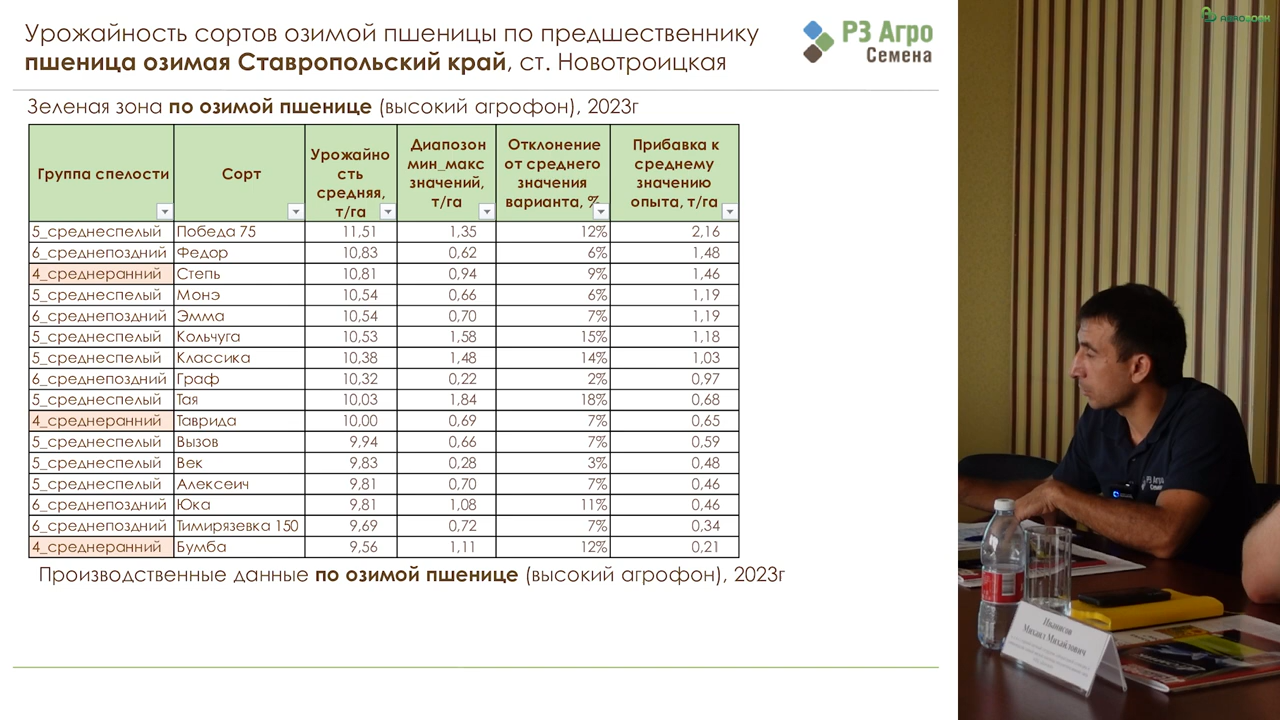 Урожайность сортов озимой пшеницы по предшественнику
пшеница озимая Ставропольский край, ст. Новотроицкая
РЗ Агро
Семена
Зеленая зона по озимой пшенице (высокий агрофон), 2023г
Группа спелости Сорт Урожайность средняя, т/га Диапозон мин_макс значений, т/га Отклонение от среднего значения варианта, % Прибавка к среднему значению опыта, т/га
5_среднеспелый Победа 75 11,51 1,35 12% 2,16
6_среднепоздний Федор 10,83 0,62 6% 1,48
4_среднеранний Степь 10,81 0,94 9% 1,46
5_среднеспелый Монэ 10,54 0,66 6% 1,19
6_среднепоздний Эмма 10,54 0,70 7% 1,19
5_среднеспелый Кольчуга 10,53 1,58 15% 1,18
5_среднеспелый Классика 10,38 1,48 14% 1,03
6_среднепоздний Граф 10,32 0,22 2% 0,97
5_среднеспелый Тая 10,03 1,84 18% 0,68
4_среднеранний Таврида 10,00 0,69 7% 0,65
5_среднеспелый Вызов 9,94 0,66 7% 0,59
5_среднеспелый Век 9,83 0,28 3% 0,48
5_среднеспелый Алексеич 9,81 0,70 7% 0,46
6_среднепоздний Юка 9,81 1,08 11% 0,46
6_среднепоздний Тимирязевка 150 9,69 0,72 7% 0,34
4_среднеранний Бумба 9,56 1,11 12% 0,21
Производственные данные по озимой пшенице (высокий агрофон), 2023г
РЗ Агро
Семена
Михаил Михайлович